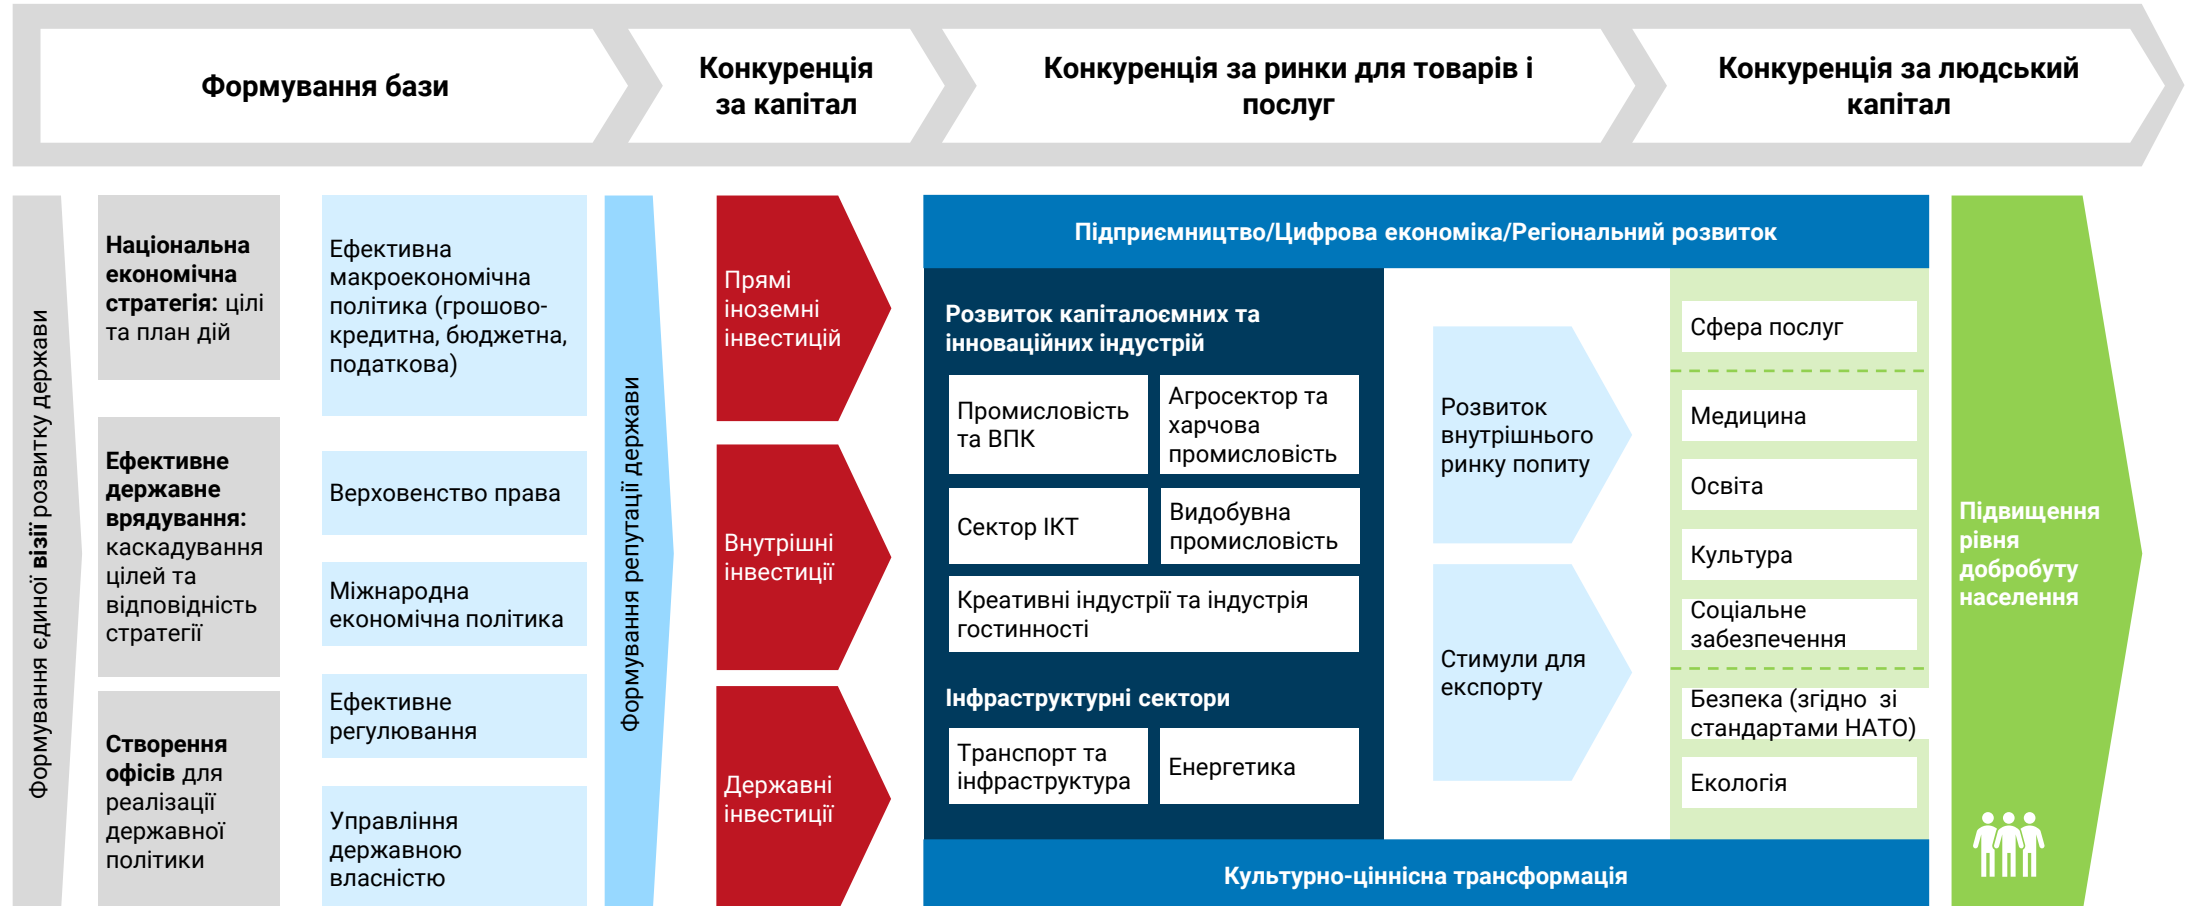 Формування бази
Конкуренція
за капітал
Конкуренція за ринки для товарів і
послуг
Конкуренція за людський
капітал
Формування єдиної візії розвитку держави
Національна
економічна
стратегія: цілі
та план дій
Ефективне
державне
врядування:
каскадування
цілей та
відповідність
стратегії
Створення
офісів для
реалізації
державної
політики
Ефективна
макроекономічна
політика (грошово-
кредитна, бюджетна,
податкова)
Верховенство права
Міжнародна
економічна політика
Ефективне
регулювання
Управління
державною
власністю
Формування репутації держави
Прямі
іноземні
інвестицій
Внутрішні
інвестиції
Державні
інвестиції
Підприємництво/Цифрова економіка/Регіональний розвиток
Розвиток капіталоємних та
інноваційних індустрій
Промисловість
та ВПК
Агросектор та
харчова
промисловість
Сектор ІКТ
Видобувна
промисловість
Креативні індустрії та індустрія
гостинності
Інфраструктурні сектори
Транспорт та
інфраструктура
Енергетика
Розвиток
внутрішнього
ринку попиту
Стимули для
експорту
Сфера послуг
Медицина
Освіта
Культура
Соціальне
забезпечення
Безпека (згідно зі
стандартами НАТО)
Екологія
Культурно-ціннісна трансформація
Підвищення
рівня
добробуту
населення